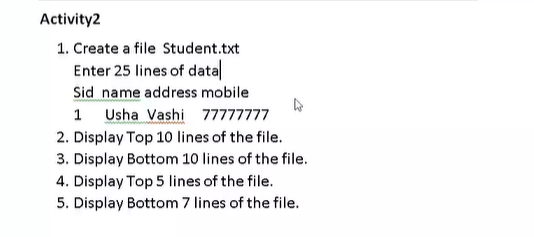 Activity2
1. Create a file Student.txt
Enter 25 lines of data
Sid name address mobile
1 Usha Vashi 77777777
2. Display Top 10 lines of the file.
3. Display Bottom 10 lines of the file.
4. Display Top 5 lines of the file.
5. Display Bottom 7 lines of the file.